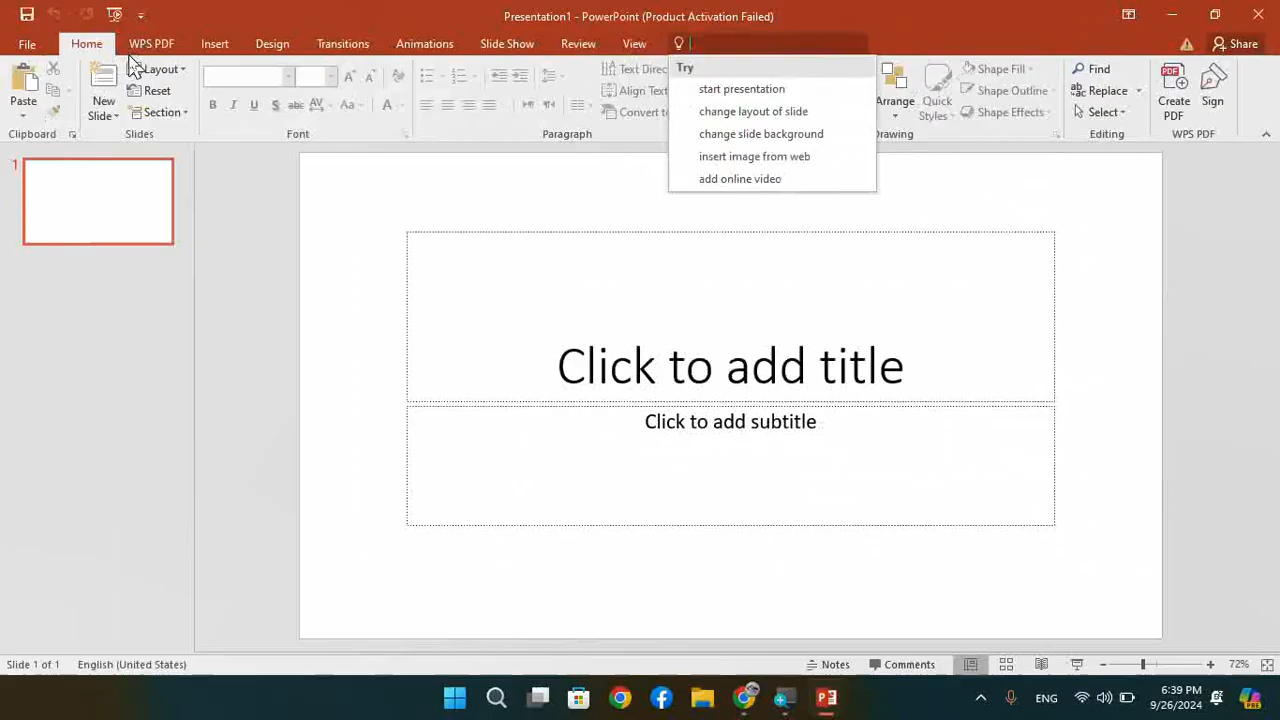 Presentation1 - PowerPoint (Product Activation Failed)
File Home WPS PDF Insert Design Transitions Animations Slide Show Review View Share
Paste
New
Slide
Layout
Reset
Section
Text Direc
Align Text
Convert to
Arrange
Quick
Styles
Shape Fill
Shape Outline
Shape Effects
Find
Replace
Select
Create
PDF
Sign
Clipboard Slides Font Paragraph Drawing Editing WPS PDF
Try
start presentation
change layout of slide
change slide background
insert image from web
add online video
1
Click to add title
Click to add subtitle
Slide 1 of 1 English (United States) Notes Comments 72%
ENG
6:39 PM
9/26/2024